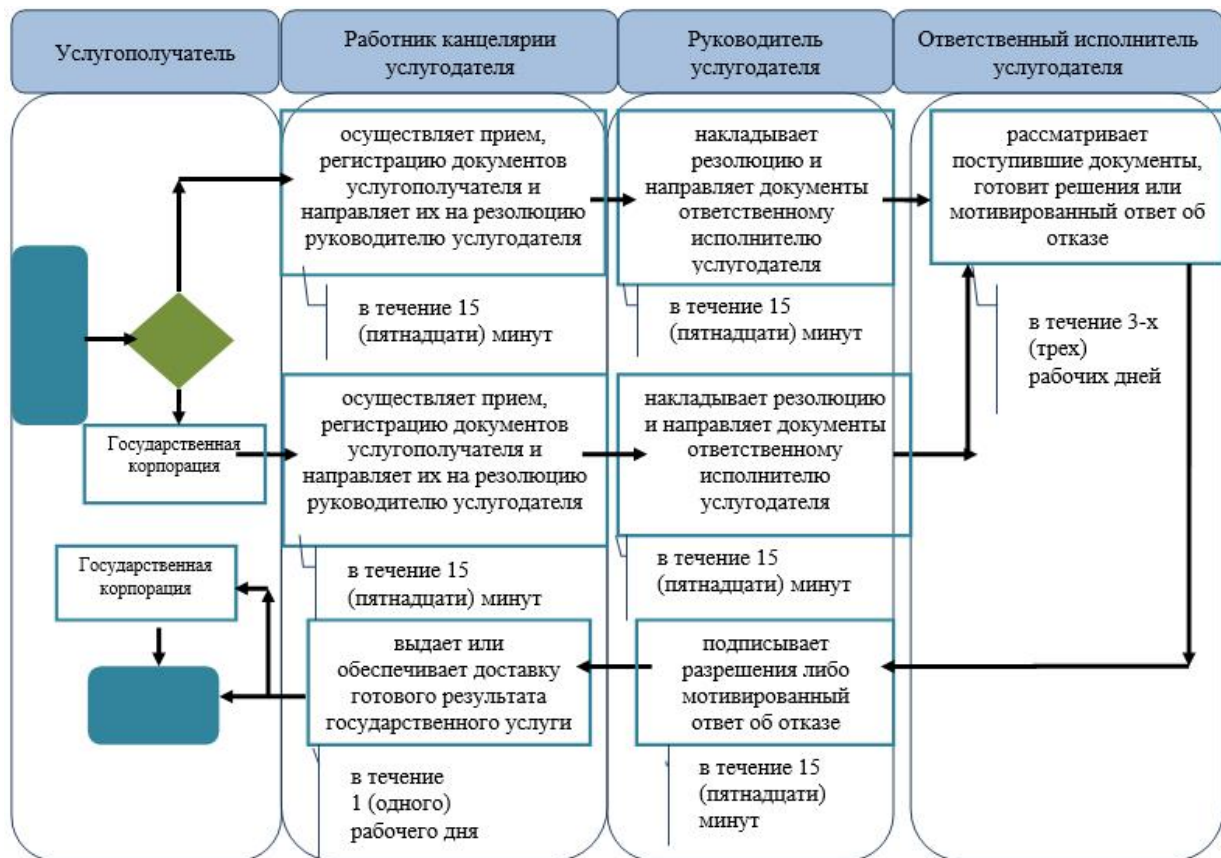 Услугополучатель
Работник канцелярии
услугодателя
Руководитель
услугодателя
Ответственный исполнитель
услугодателя
осуществляет прием,
регистрацию документов
услугополучателя и
направляет их на резолюцию
руководителю услугодателя
накладывает
резолюцию и
направляет документы
ответственному
исполнителю
услугодателя
рассматривает
поступившие документы,
готовит решения или
мотивированный ответ об
отказе
в течение 15
(пятнадцати) минут
в течение 15
(пятнадцати) минут
в течение 3-х
(трех)
рабочих дней
Государственная
корпорация
осуществляет прием,
регистрацию документов
услугополучателя и
направляет их на резолюцию
руководителю услугодателя
накладывает резолюцию
и направляет документы
ответственному
исполнителю
услугодателя
в течение 15
(пятнадцати) минут
в течение 15
(пятнадцати) минут
Государственная
корпорация
выдает или
обеспечивает доставку
готового результата
государственного услуги
подписывает
разрешения либо
мотивированный
ответ об отказе
в течение
1 (одного)
рабочего дня
в течение 15
(пятнадцати)
минут